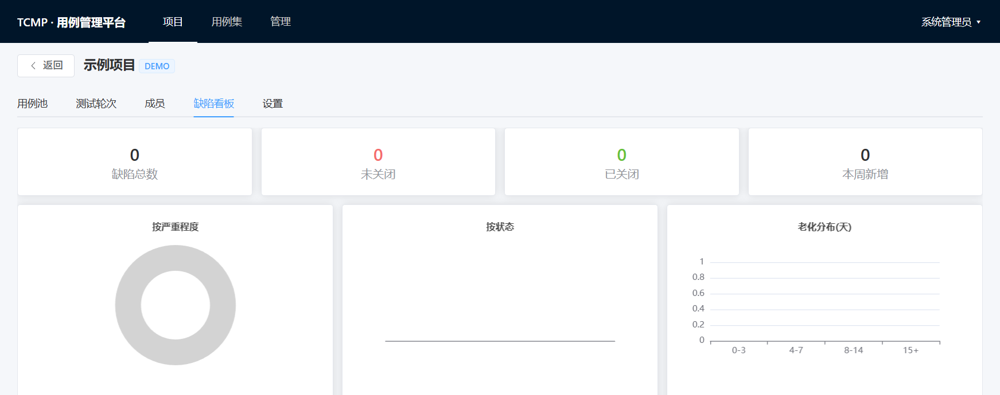 TCMP · 用例管理平台 项目 用例集 管理 系统管理员
返回 示例项目 DEMO
用例池 测试轮次 成员 缺陷看板 设置
0 0 0 0
缺陷总数 未关闭 已关闭 本周新增
按严重程度 按状态 老化分布(天)
1
0.8
0.6
0.4
0.2
0
0-3 4-7 8-14 15+